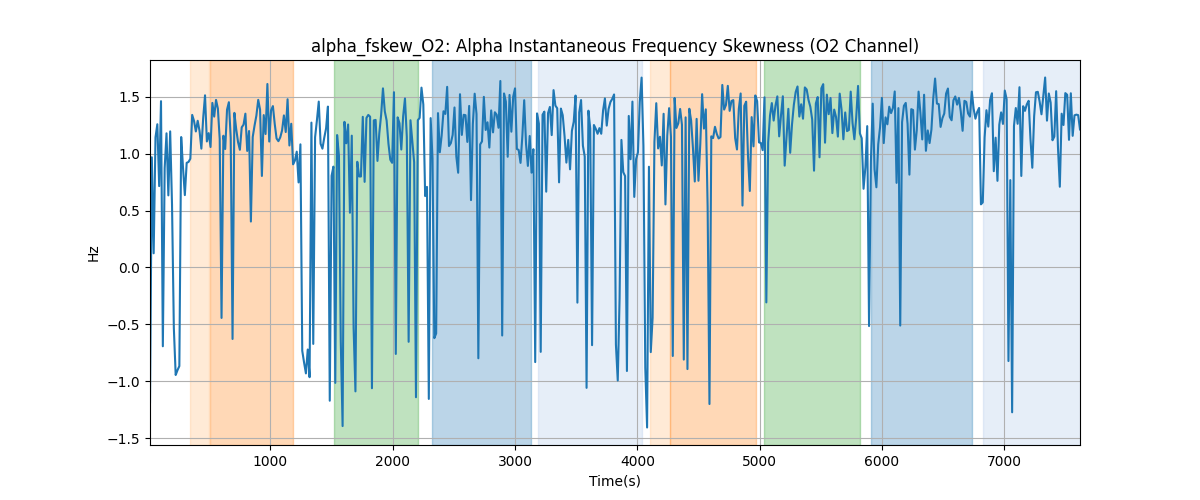 alpha_fskew_O2: Alpha Instantaneous Frequency Skewness (O2 Channel)
1.5
1.0
0.5
0.0
−0.5
−1.0
−1.5
Hz
1000 2000 3000 4000 5000 6000 7000
Time(s)